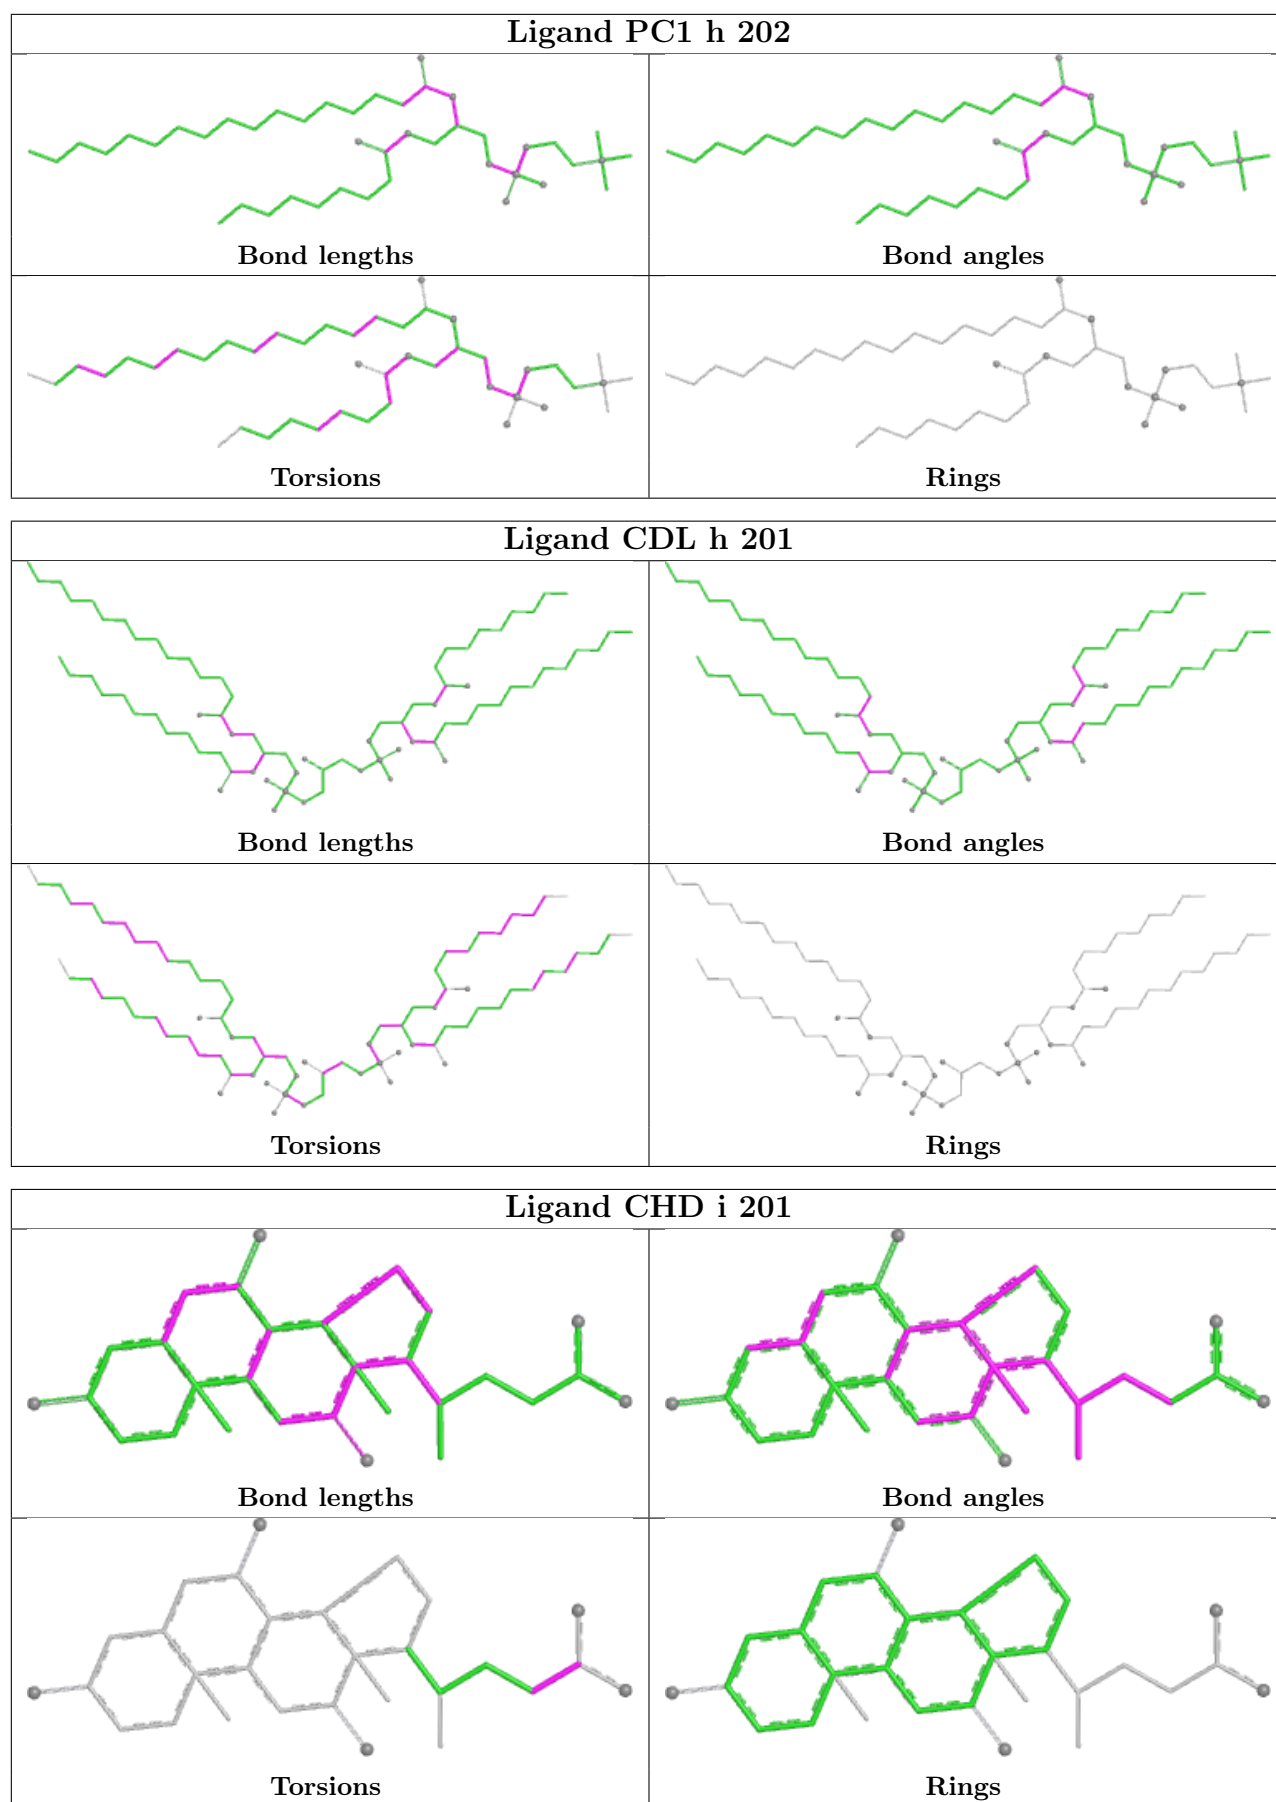 Ligand PC1 h 202
Bond lengths
Bond angles
Torsions
Rings
Ligand CDL h 201
Bond lengths
Bond angles
Torsions
Rings
Ligand CHD i 201
Bond lengths
Bond angles
Torsions
Rings